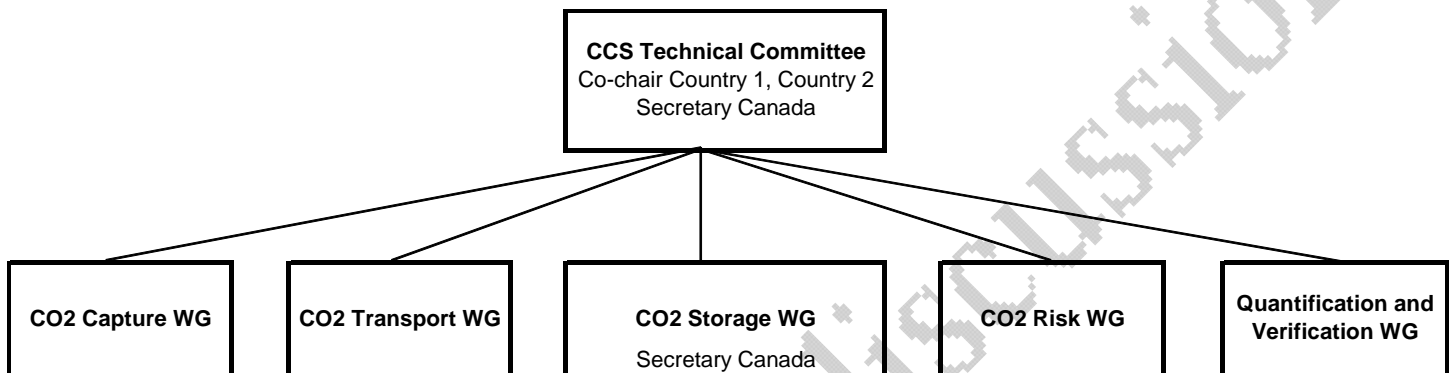 CCS Technical Committee
Co-chair Country 1, Country 2
Secretary Canada
CO2 Capture WG
CO2 Transport WG
CO2 Storage WG
Secretary Canada
CO2 Risk WG
Quantification and
Verification WG